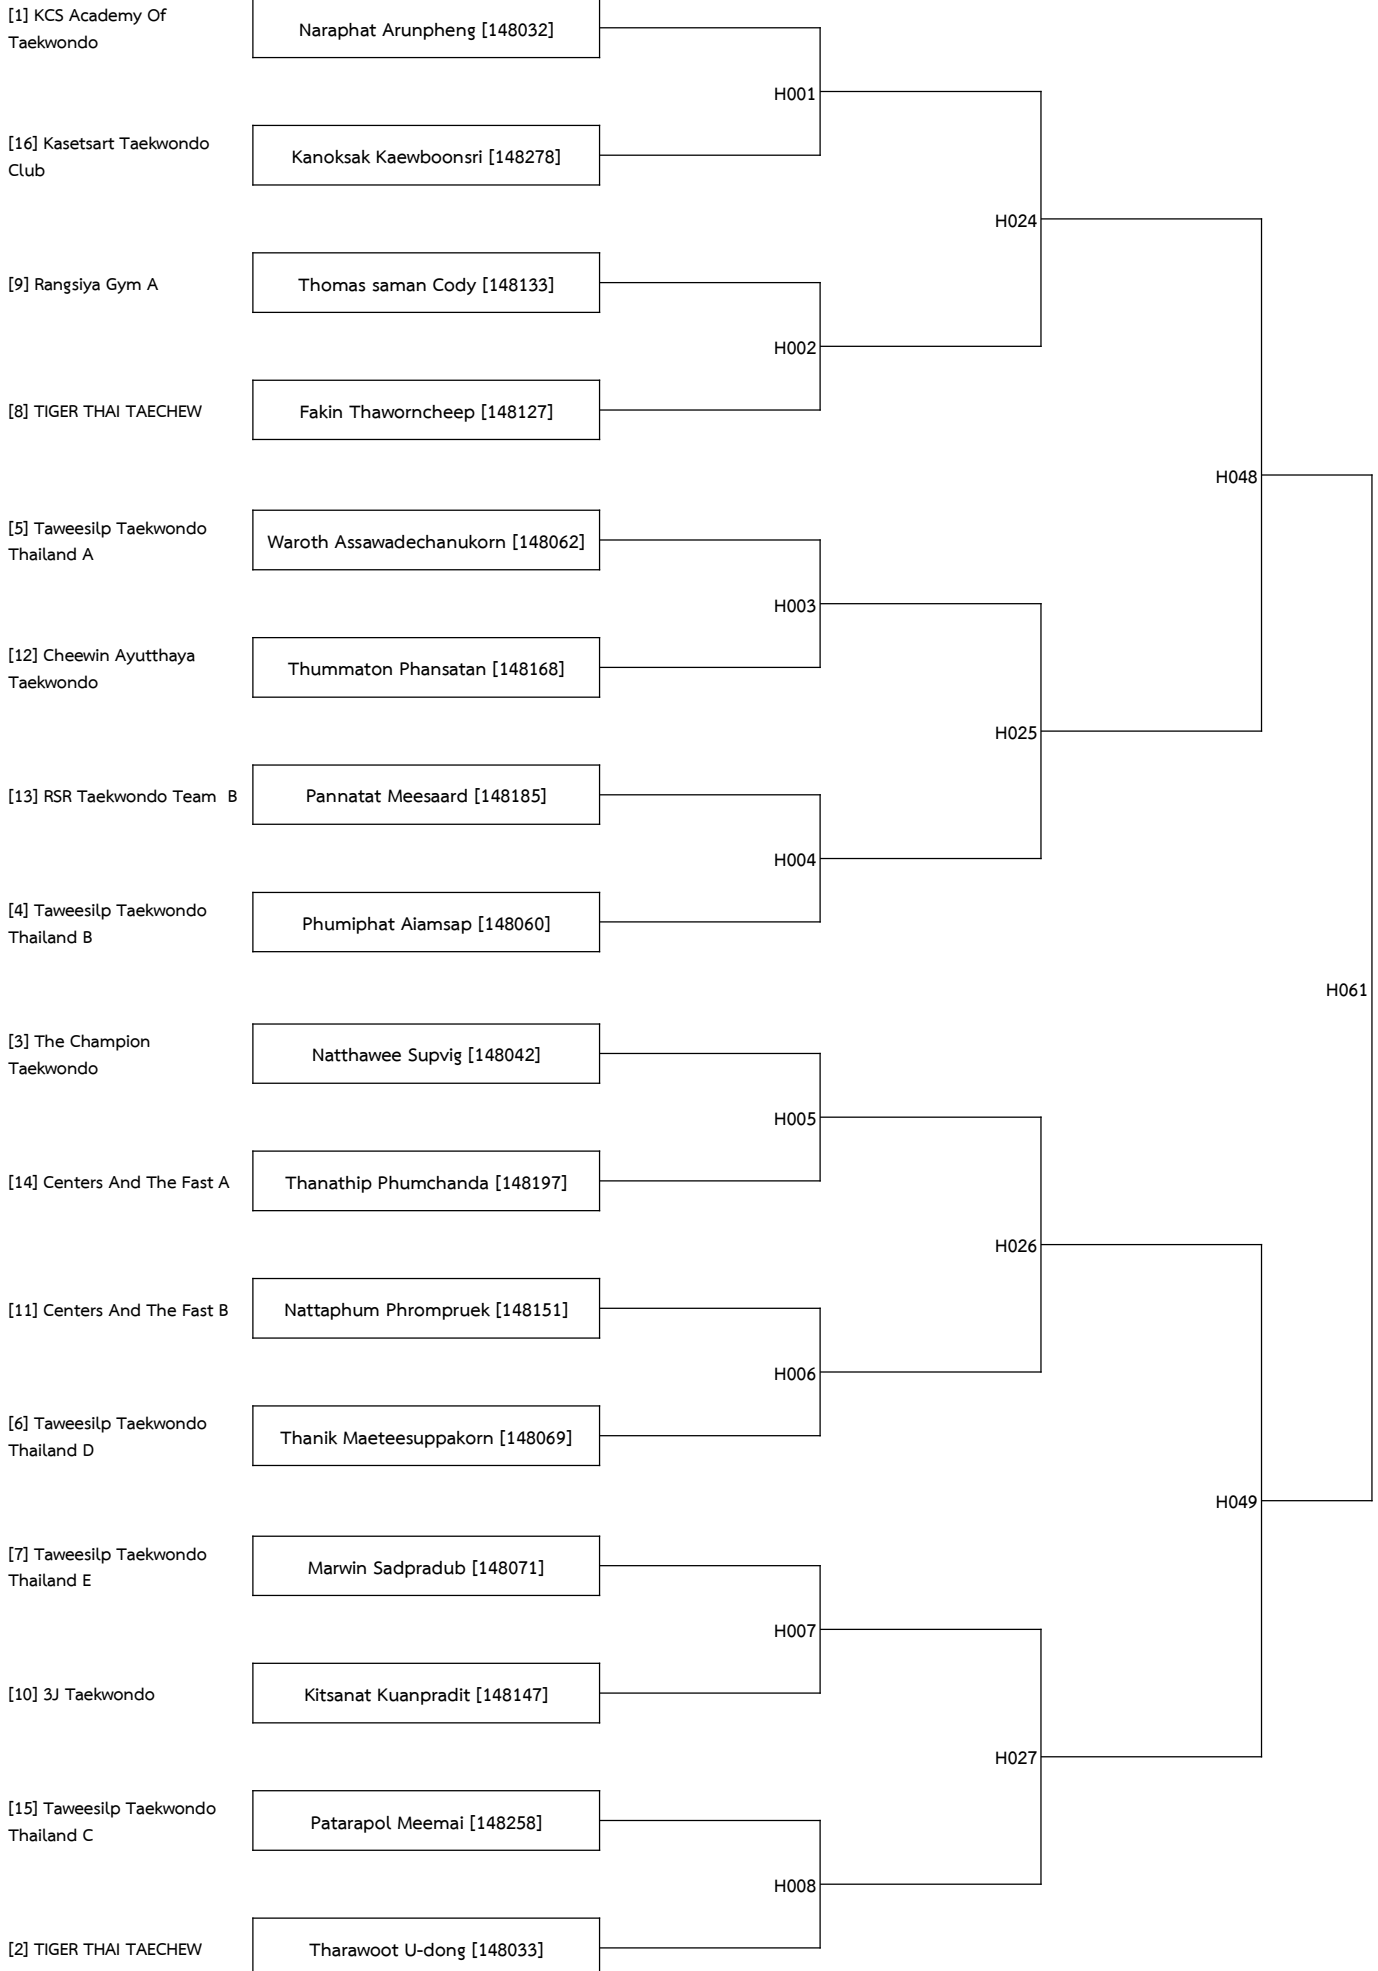 [1] KCS Academy Of
Taekwondo
Naraphat Arunpheng [148032]
H001
[16] Kasetsart Taekwondo
Club
Kanoksak Kaewboonsri [148278]
H024
[9] Rangsiya Gym A
Thomas saman Cody [148133]
H002
[8] TIGER THAI TAECHEW
Fakin Thaworncheep [148127]
H048
[5] Taweesilp Taekwondo
Thailand A
Waroth Assawadechanukorn [148062]
H003
[12] Cheewin Ayutthaya
Taekwondo
Thummaton Phansatan [148168]
H025
[13] RSR Taekwondo Team  B
Pannatat Meesaard [148185]
H004
[4] Taweesilp Taekwondo
Thailand B
Phumiphat Aiamsap [148060]
H061
[3] The Champion
Taekwondo
Natthawee Supvig [148042]
H005
[14] Centers And The Fast A
Thanathip Phumchanda [148197]
H026
[11] Centers And The Fast B
Nattaphum Phrompruek [148151]
H006
[6] Taweesilp Taekwondo
Thailand D
Thanik Maeteesuppakorn [148069]
H049
[7] Taweesilp Taekwondo
Thailand E
Marwin Sadpradub [148071]
H007
[10] 3J Taekwondo
Kitsanat Kuanpradit [148147]
H027
[15] Taweesilp Taekwondo
Thailand C
Patarapol Meemai [148258]
H008
[2] TIGER THAI TAECHEW
Tharawoot U-dong [148033]